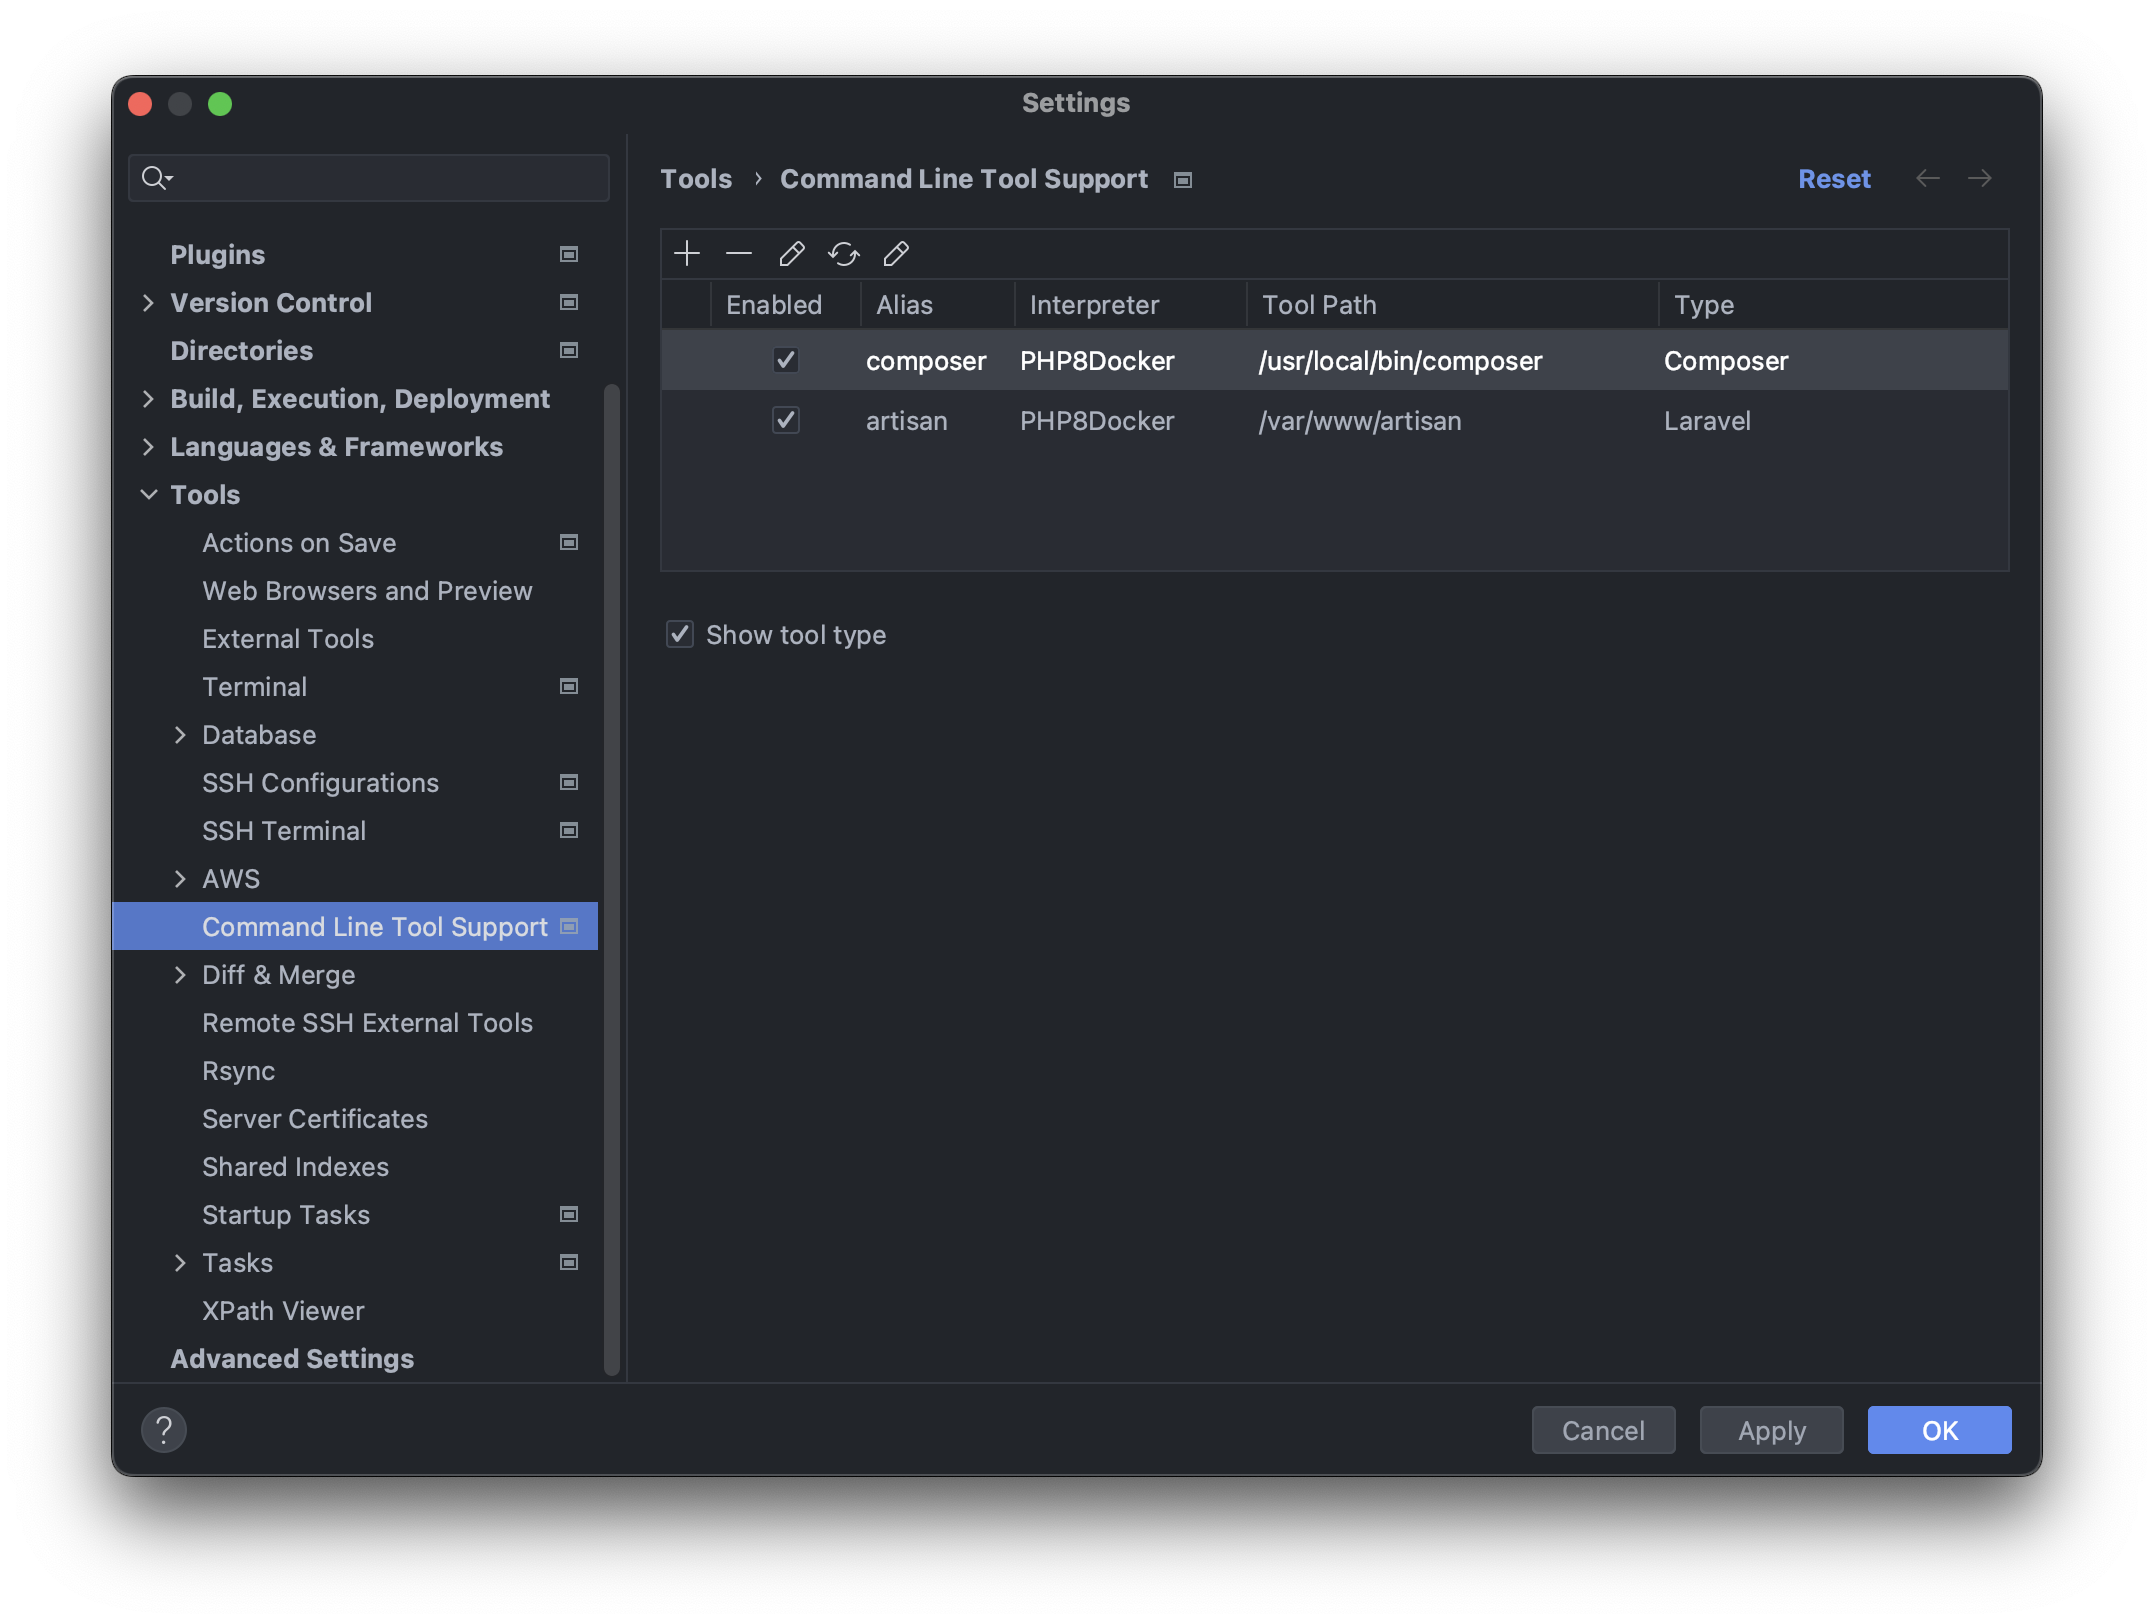 Settings
Plugins
Version Control
Directories
Build, Execution, Deployment
Languages & Frameworks
Tools
Actions on Save
Web Browsers and Preview
External Tools
Terminal
Database
SSH Configurations
SSH Terminal
AWS
Command Line Tool Support
Diff & Merge
Remote SSH External Tools
Rsync
Server Certificates
Shared Indexes
Startup Tasks
Tasks
XPath Viewer
Advanced Settings
Tools › Command Line Tool Support Reset
Enabled Alias Interpreter Tool Path Type
composer PHP8Docker /usr/local/bin/composer Composer
artisan PHP8Docker /var/www/artisan Laravel
Show tool type
? Cancel Apply OK